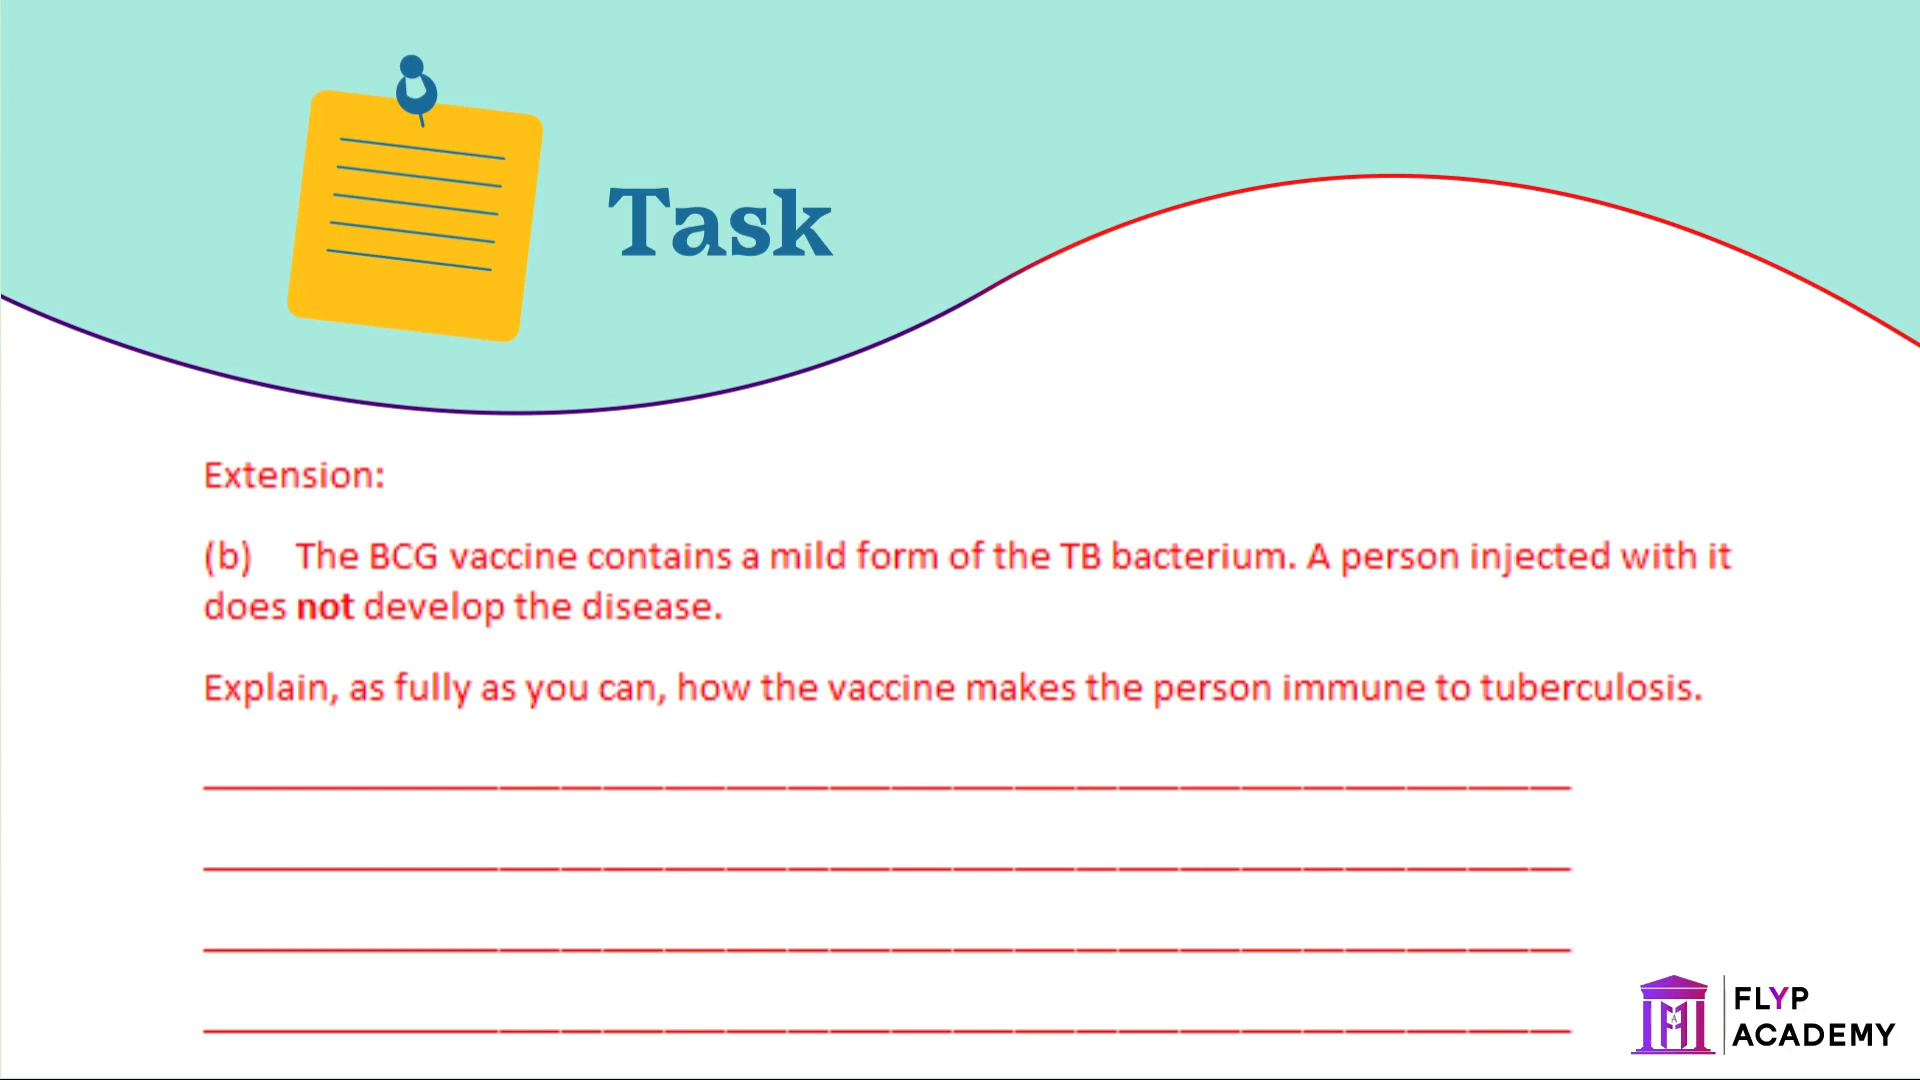 Task
Extension:
(b) The BCG vaccine contains a mild form of the TB bacterium. A person injected with it
does not develop the disease.
Explain, as fully as you can, how the vaccine makes the person immune to tuberculosis.
A
FLYP
ACADEMY